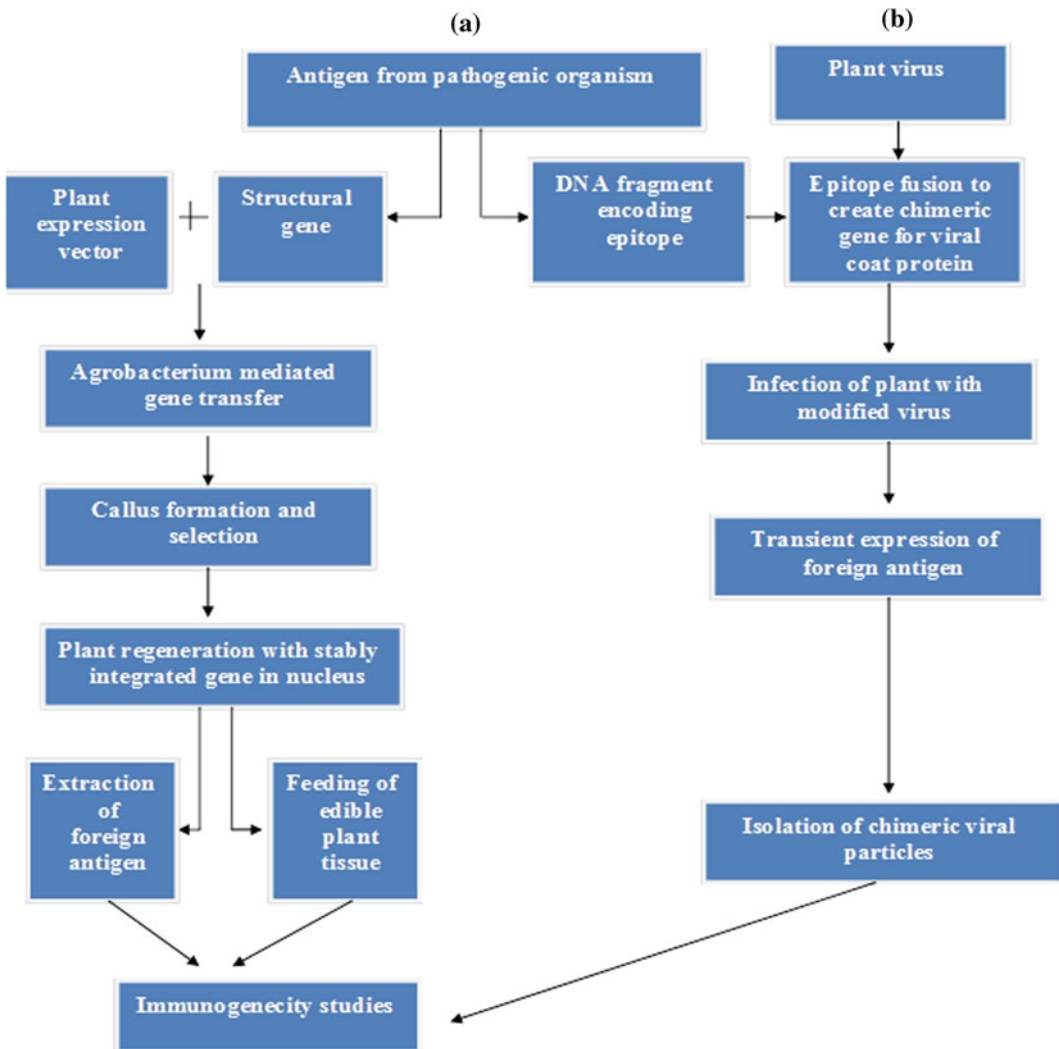 (a)
(b)
Antigen from pathogenic organism
Plant virus
Plant
expression
vector
+
Structural
gene
DNA fragment
encoding
epitope
Epitope fusion to
create chimeric
gene for viral
coat protein
Agrobacterium mediated
gene transfer
Infection of plant with
modified virus
Callus formation and
selection
Transient expression of
foreign antigen
Plant regeneration with stably
integrated gene in nucleus
Extraction
of
foreign
antigen
Feeding of
edible
plant
tissue
Isolation of chimeric viral
particles
Immunogenecity studies